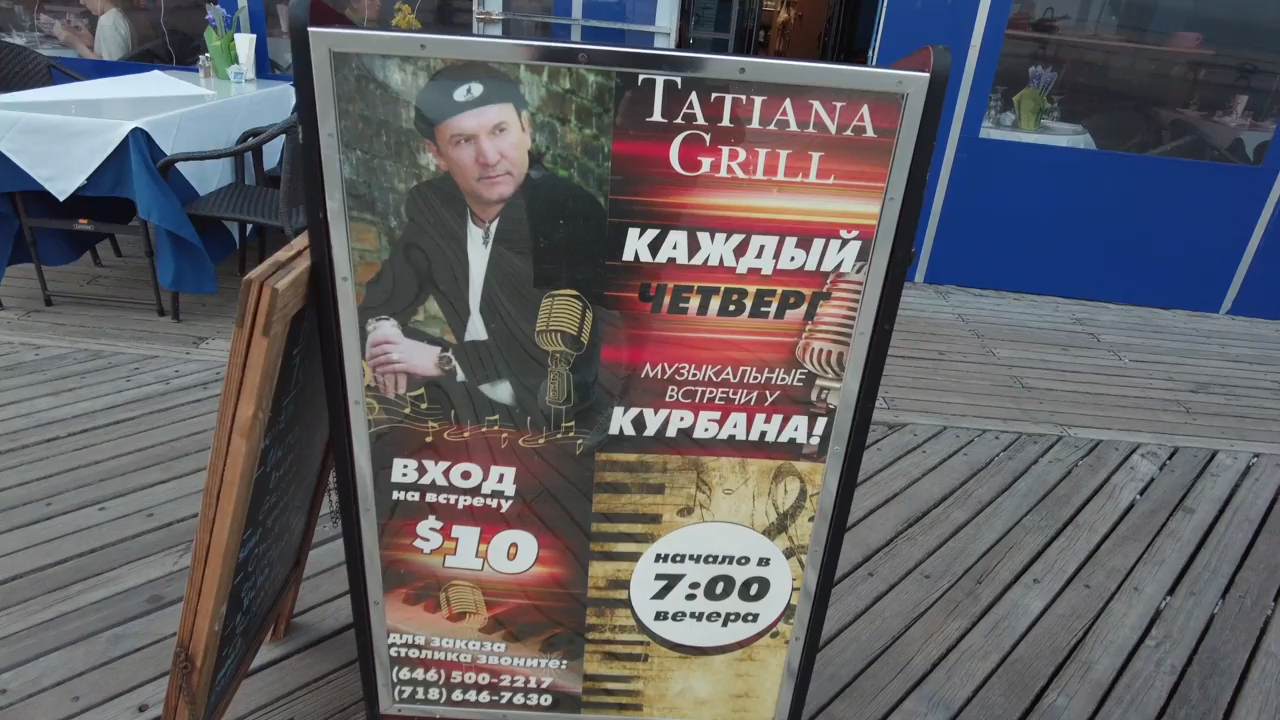 TATIANA
GRILL
КАЖДЫЙ
ЧЕТВЕРГ
МУЗЫКАЛЬНЫЕ
ВСТРЕЧИ У
КУРБАНА!
ВХОД
на встречу
$10
начало в
7:00
вечера
для заказа
столика звоните:
(646) 500-2217
(718) 646-7630